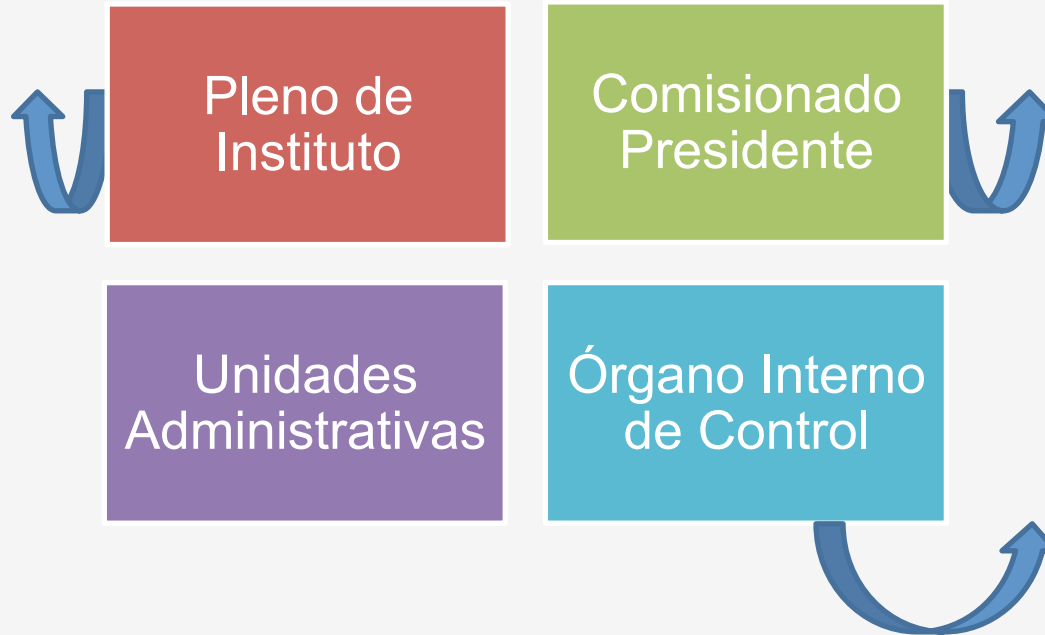 Pleno de
Instituto
Comisionado
Presidente
Unidades
Administrativas
Órgano Interno
de Control